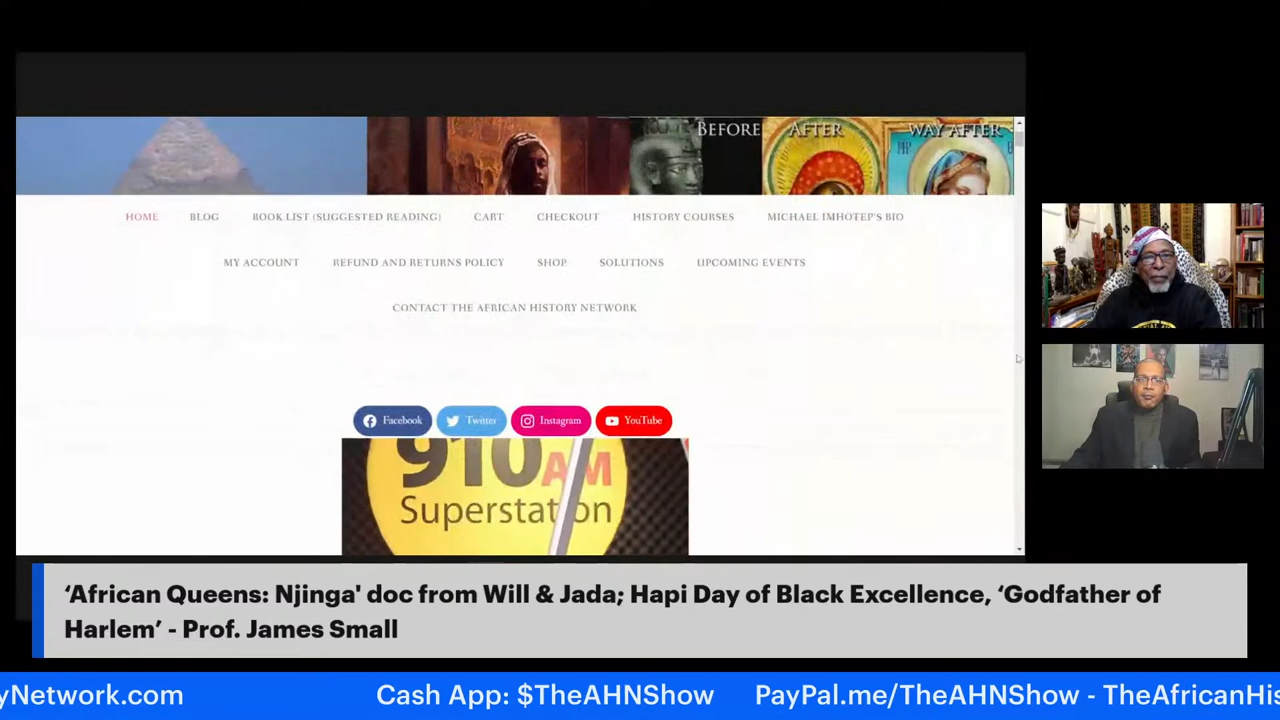 BEFORE
AFTER
WAY AFTER
HOME BLOG BOOK LIST (SUGGESTED READING) CART CHECKOUT HISTORY COURSES MICHAEL IMHOTEP'S BIO
MY ACCOUNT REFUND AND RETURNS POLICY SHOP SOLUTIONS UPCOMING EVENTS
CONTACT THE AFRICAN HISTORY NETWORK
Facebook Twitter Instagram YouTube
910 AM
Superstation
‘African Queens: Njinga' doc from Will & Jada; Hapi Day of Black Excellence, ‘Godfather of
Harlem’ - Prof. James Small
yNetwork.com Cash App: $TheAHNShow PayPal.me/TheAHNShow - TheAfricanHis